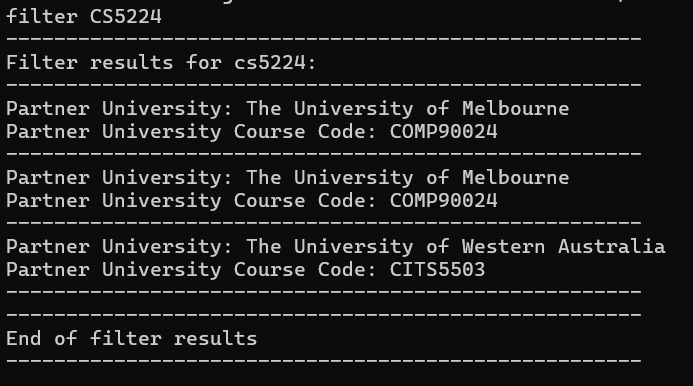 filter CS5224
-----------------------------------------------------
Filter results for cs5224:
-----------------------------------------------------
Partner University: The University of Melbourne
Partner University Course Code: COMP90024
-----------------------------------------------------
Partner University: The University of Melbourne
Partner University Course Code: COMP90024
-----------------------------------------------------
Partner University: The University of Western Australia
Partner University Course Code: CITS5503
-----------------------------------------------------
-----------------------------------------------------
End of filter results
-----------------------------------------------------